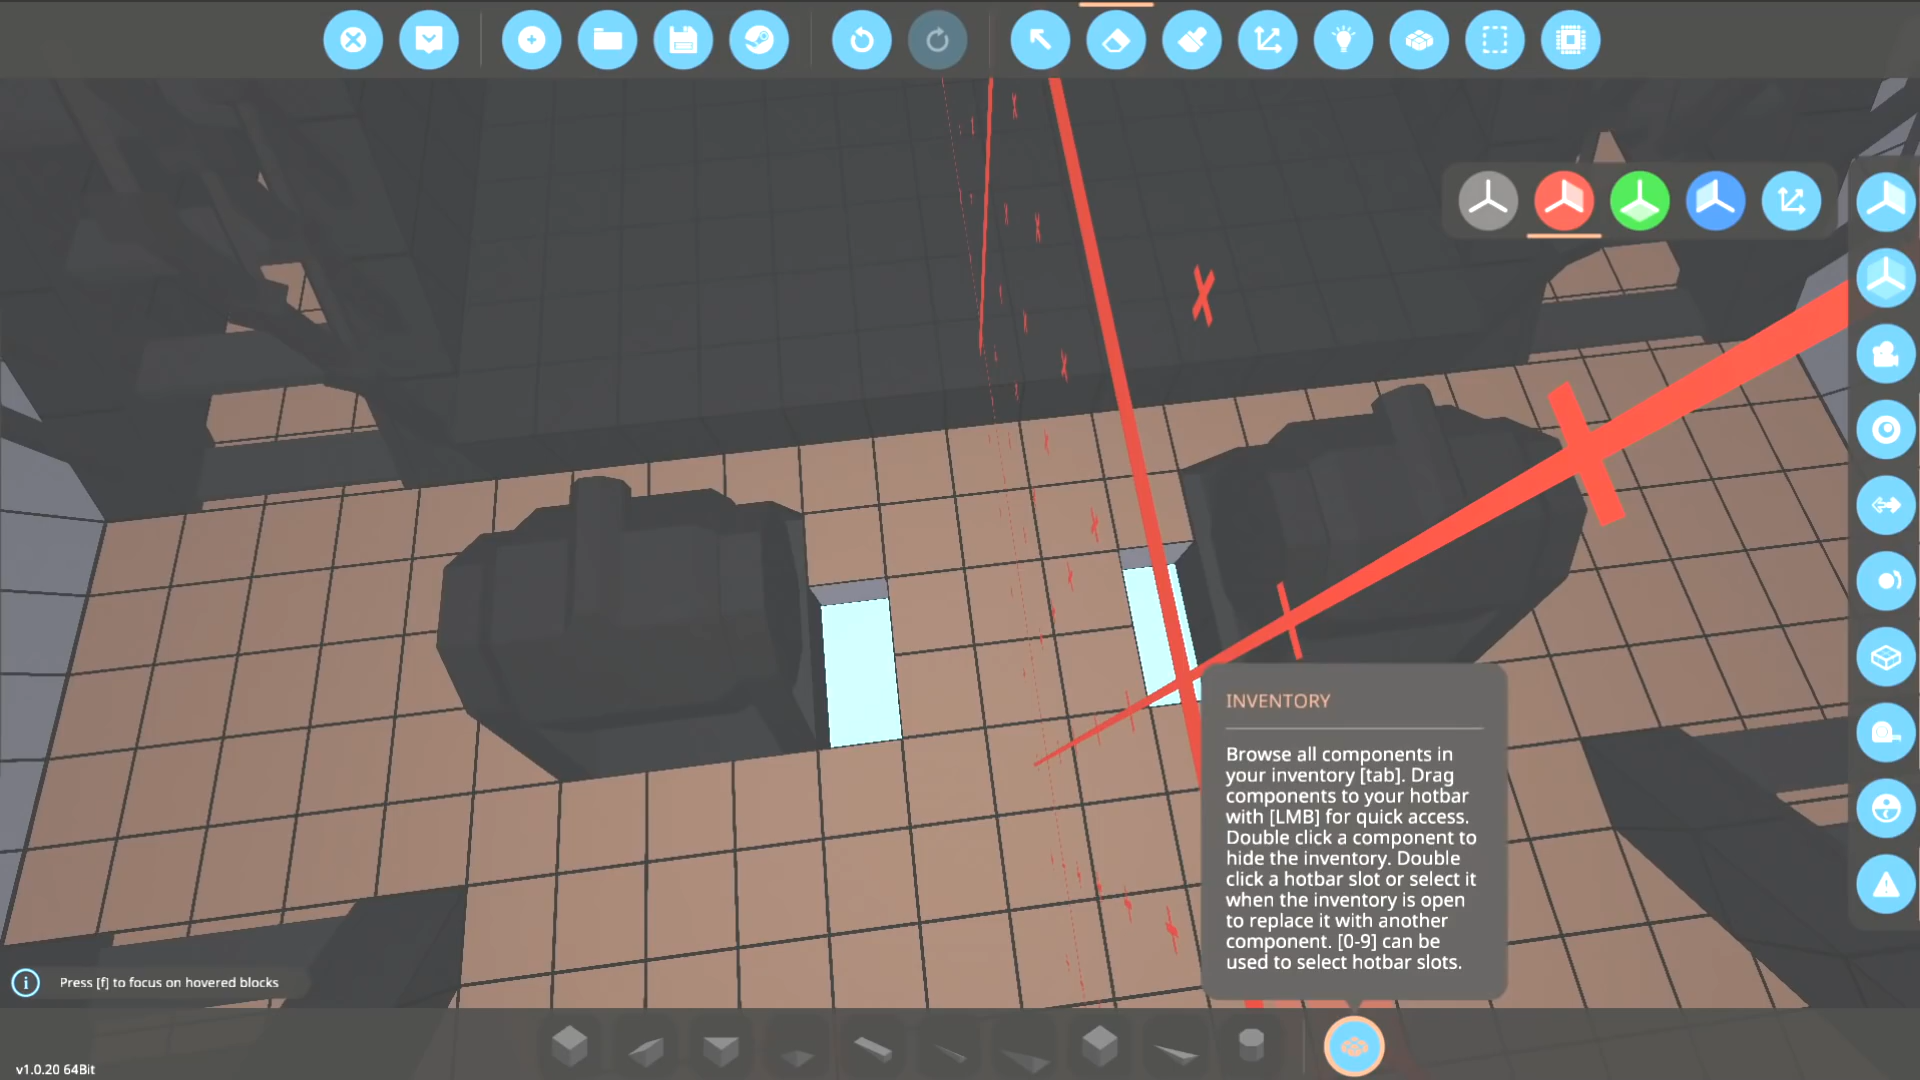 INVENTORY
Browse all components in
your inventory [tab]. Drag
components to your hotbar
with [LMB] for quick access.
Double click a component to
hide the inventory. Double
click a hotbar slot or select it
when the inventory is open
to replace it with another
component. [0-9] can be
used to select hotbar slots.
Press [f] to focus on hovered blocks
v1.0.20 64Bit